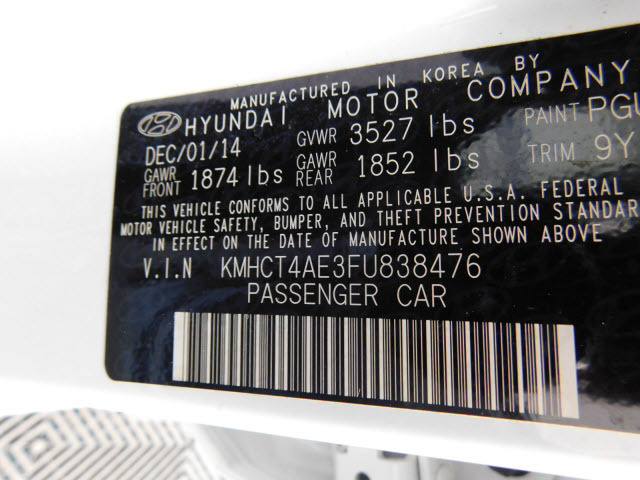 MANUFACTURED IN KOREA BY
HYUNDAI MOTOR COMPANY
DEC/01/14 GVWR 3527 lbs PAINT
GAWR FRONT 1874 lbs GAWR REAR 1852 lbs TRIM 9Y
THIS VEHICLE CONFORMS TO ALL APPLICABLE U.S.A. FEDERAL
MOTOR VEHICLE SAFETY, BUMPER, AND THEFT PREVENTION
IN EFFECT ON THE DATE OF MANUFACTURE SHOWN ABOVE
V.I.N KMHCT4AE3FU838476
PASSENGER CAR